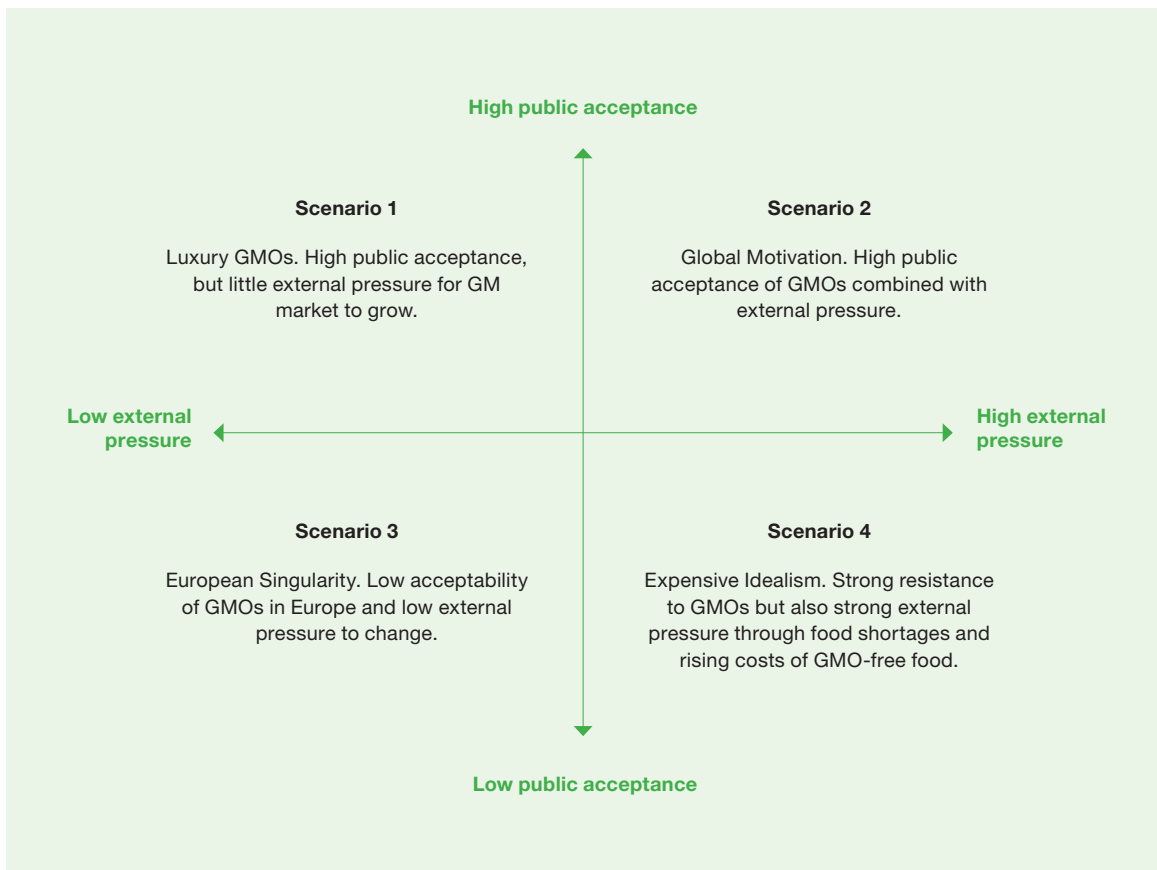 High public acceptance
Scenario 1
Luxury GMOs. High public acceptance,
but little external pressure for GM
market to grow.
Scenario 2
Global Motivation. High public
acceptance of GMOs combined with
external pressure.
Low external
pressure
High external
pressure
Scenario 3
European Singularity. Low acceptability
of GMOs in Europe and low external
pressure to change.
Scenario 4
Expensive Idealism. Strong resistance
to GMOs but also strong external
pressure through food shortages and
rising costs of GMO-free food.
Low public acceptance